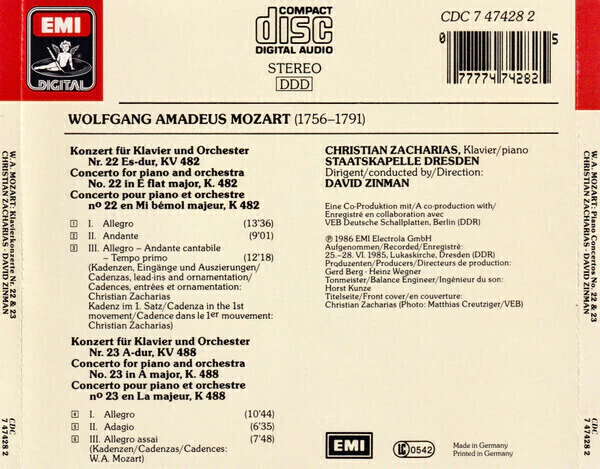 EMI
DIGITAL
COMPACT
disc
DIGITAL AUDIO
STEREO
DDD
CDC 7 47428 2
0 77774 74282 5
WOLFGANG AMADEUS MOZART (1756–1791)
Konzert für Klavier und Orchester
Nr. 22 Es-dur, KV 482
Concerto for piano and orchestra
No. 22 in E flat major, K. 482
Concerto pour piano et orchestre
nº 22 en Mi bémol majeur, K 482
1 I. Allegro (13'36)
2 II. Andante (9'01)
3 III. Allegro – Andante cantabile
– Tempo primo (12'18)
(Kadenzen, Eingänge und Auszierungen/
Cadenzas, lead-ins and ornamentation/
Cadences, entrées et ornamentation:
Christian Zacharias
Kadenz im 1. Satz/Cadenza in the 1st
movement/Cadence dans le 1er mouvement:
Christian Zacharias)
Konzert für Klavier und Orchester
Nr. 23 A-dur, KV 488
Concerto for piano and orchestra
No. 23 in A major, K. 488
Concerto pour piano et orchestre
nº 23 en La majeur, K 488
4 I. Allegro (10'44)
5 II. Adagio (6'35)
6 III. Allegro assai (7'48)
(Kadenzen/Cadenzas/Cadences:
W. A. Mozart)
CHRISTIAN ZACHARIAS, Klavier/piano
STAATSKAPELLE DRESDEN
Dirigent/conducted by/Direction:
DAVID ZINMAN
Eine Co-Produktion mit/A co-production with/
Enregistré en collaboration avec
VEB Deutsche Schallplatten, Berlin (DDR)
℗ 1986 EMI Electrola GmbH
Aufgenommen/Recorded/Enregistré:
25.–28. VI. 1985, Lukaskirche, Dresden (DDR)
Produzenten/Producers/Directeurs de production:
Gerd Berg · Heinz Wegner
Tonmeister/Balance Engineer/Ingénieur du son:
Horst Kunze
Titelseite/Front cover/en couverture:
Christian Zacharias (Photo: Matthias Creutziger/VEB)
EMI
LC 0542
Made in Germany
Printed in Germany
W. A. MOZART: Klavierkonzerte Nr. 22 & 23
CHRISTIAN ZACHARIAS · DAVID ZINMAN
CDC
7 47428 2
W. A. MOZART: Piano Concertos No. 22 & 23
CHRISTIAN ZACHARIAS · DAVID ZINMAN
CDC
7 47428 2